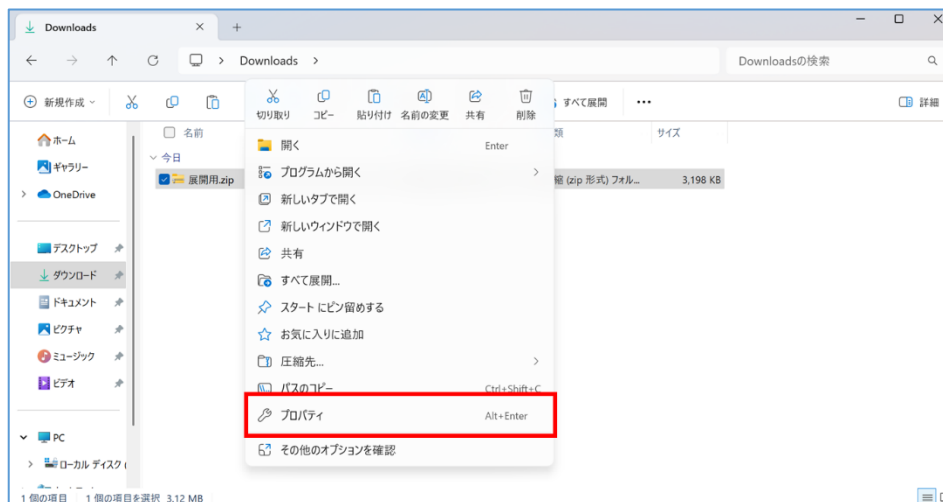 Downloads
Downloads
Downloadsの検索
新規作成
すべて展開
詳細
切り取り
コピー
貼り付け
名前の変更
共有
削除
ホーム
ギャラリー
OneDrive
デスクトップ
ダウンロード
ドキュメント
ピクチャ
ミュージック
ビデオ
PC
ローカル ディスク (
名前
類
サイズ
今日
展開用.zip
縮 (zip 形式) フォル...
3,198 KB
開く Enter
プログラムから開く
新しいタブで開く
新しいウィンドウで開く
共有
すべて展開...
スタート にピン留めする
お気に入りに追加
圧縮先...
パスのコピー Ctrl+Shift+C
プロパティ Alt+Enter
その他のオプションを確認
1 個の項目
1 個の項目を選択 3.12 MB